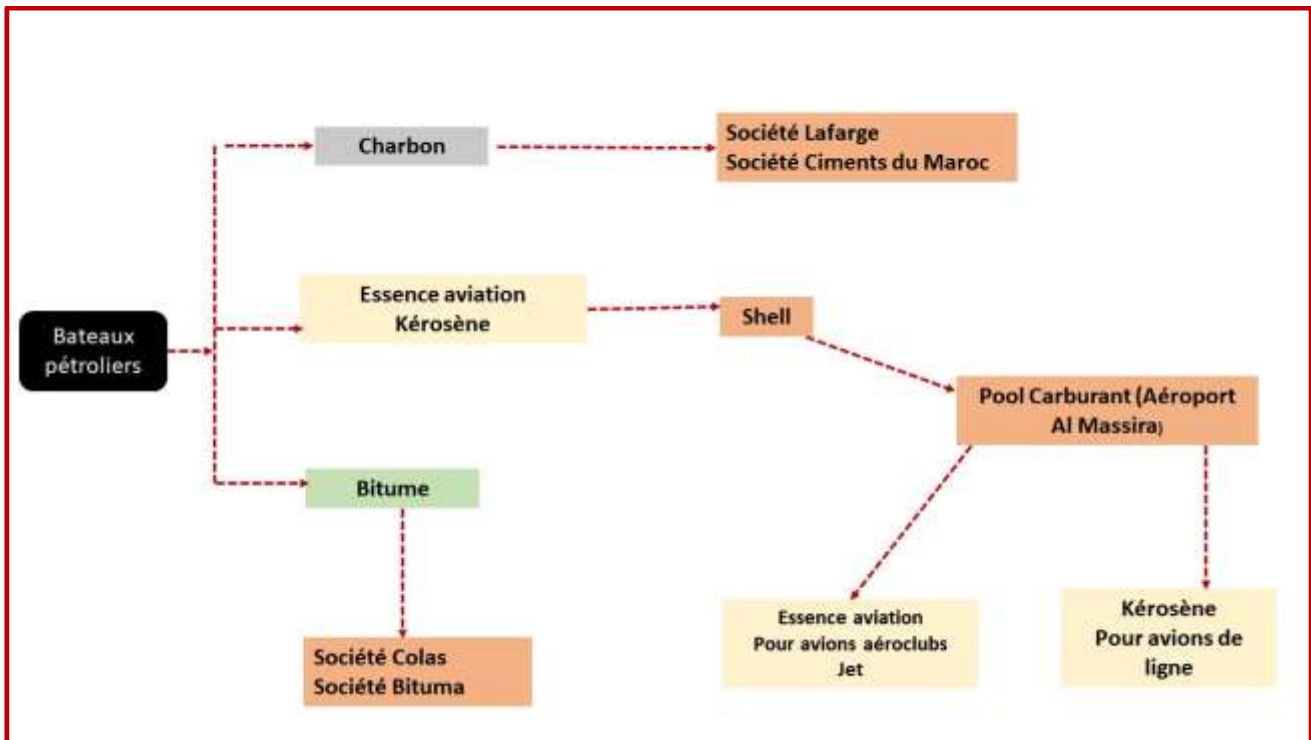 Charbon
Société Lafarge
Société Ciments du Maroc
Essence aviation
Kérosène
Shell
Bateaux
pétroliers
Pool Carburant (Aéroport
Al Massira)
Bitume
Essence aviation
Pour avions aéroclubs
Jet
Kérosène
Pour avions de
ligne
Société Colas
Société Bituma